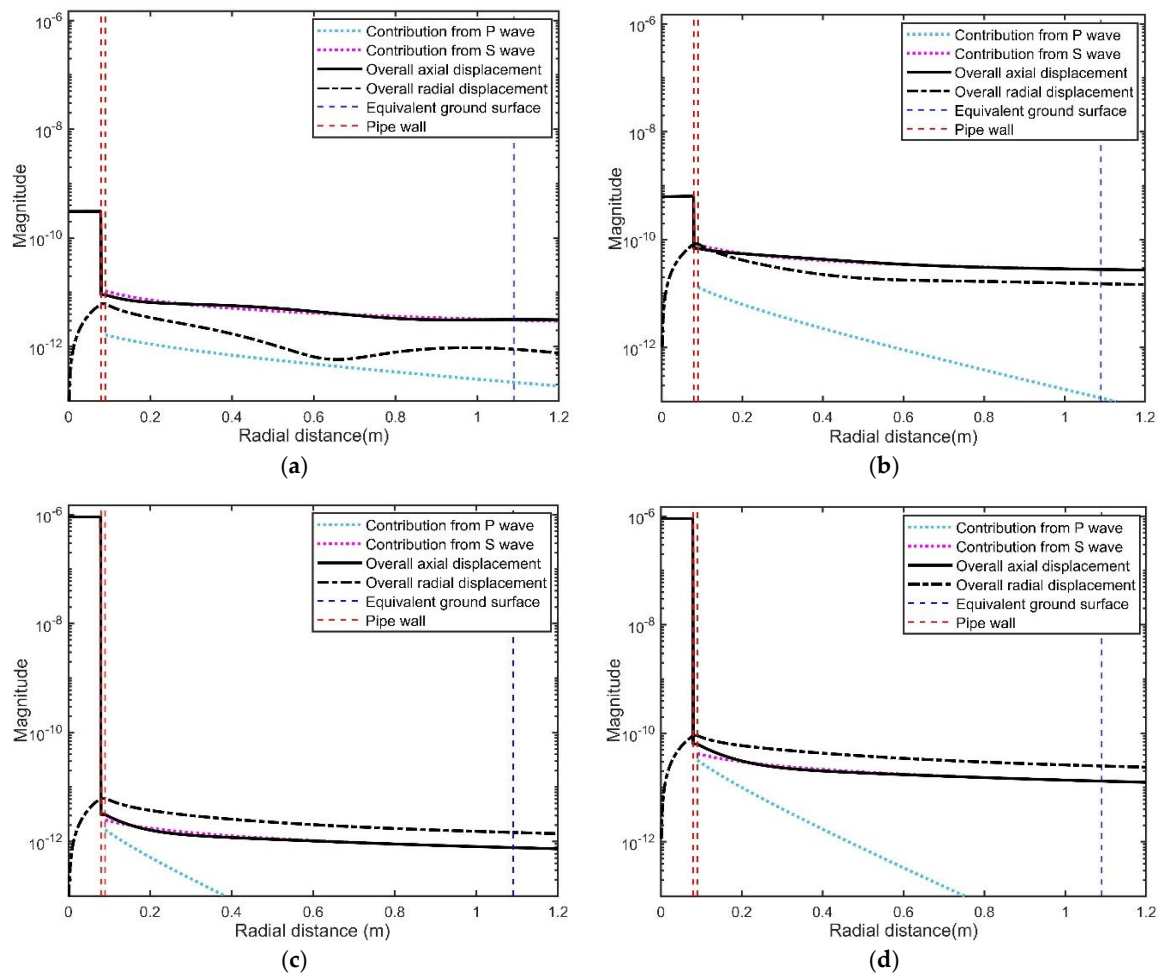 10^-6
Contribution from P wave
Contribution from S wave
Overall axial displacement
Overall radial displacement
Equivalent ground surface
Pipe wall
10^-8
Magnitude
10^-10
10^-12
0 0.2 0.4 0.6 0.8 1 1.2
Radial distance(m)
(a)
10^-6
Contribution from P wave
Contribution from S wave
Overall axial displacement
Overall radial displacement
Equivalent ground surface
Pipe wall
10^-8
Magnitude
10^-10
10^-12
0 0.2 0.4 0.6 0.8 1 1.2
Radial distance(m)
(b)
10^-6
Contribution from P wave
Contribution from S wave
Overall axial displacement
Overall radial displacement
Equivalent ground surface
Pipe wall
10^-8
Magnitude
10^-10
10^-12
0 0.2 0.4 0.6 0.8 1 1.2
Radial distance (m)
(c)
10^-6
Contribution from P wave
Contribution from S wave
Overall axial displacement
Overall radial displacement
Equivalent ground surface
Pipe wall
10^-8
Magnitude
10^-10
10^-12
0 0.2 0.4 0.6 0.8 1 1.2
Radial distance(m)
(d)